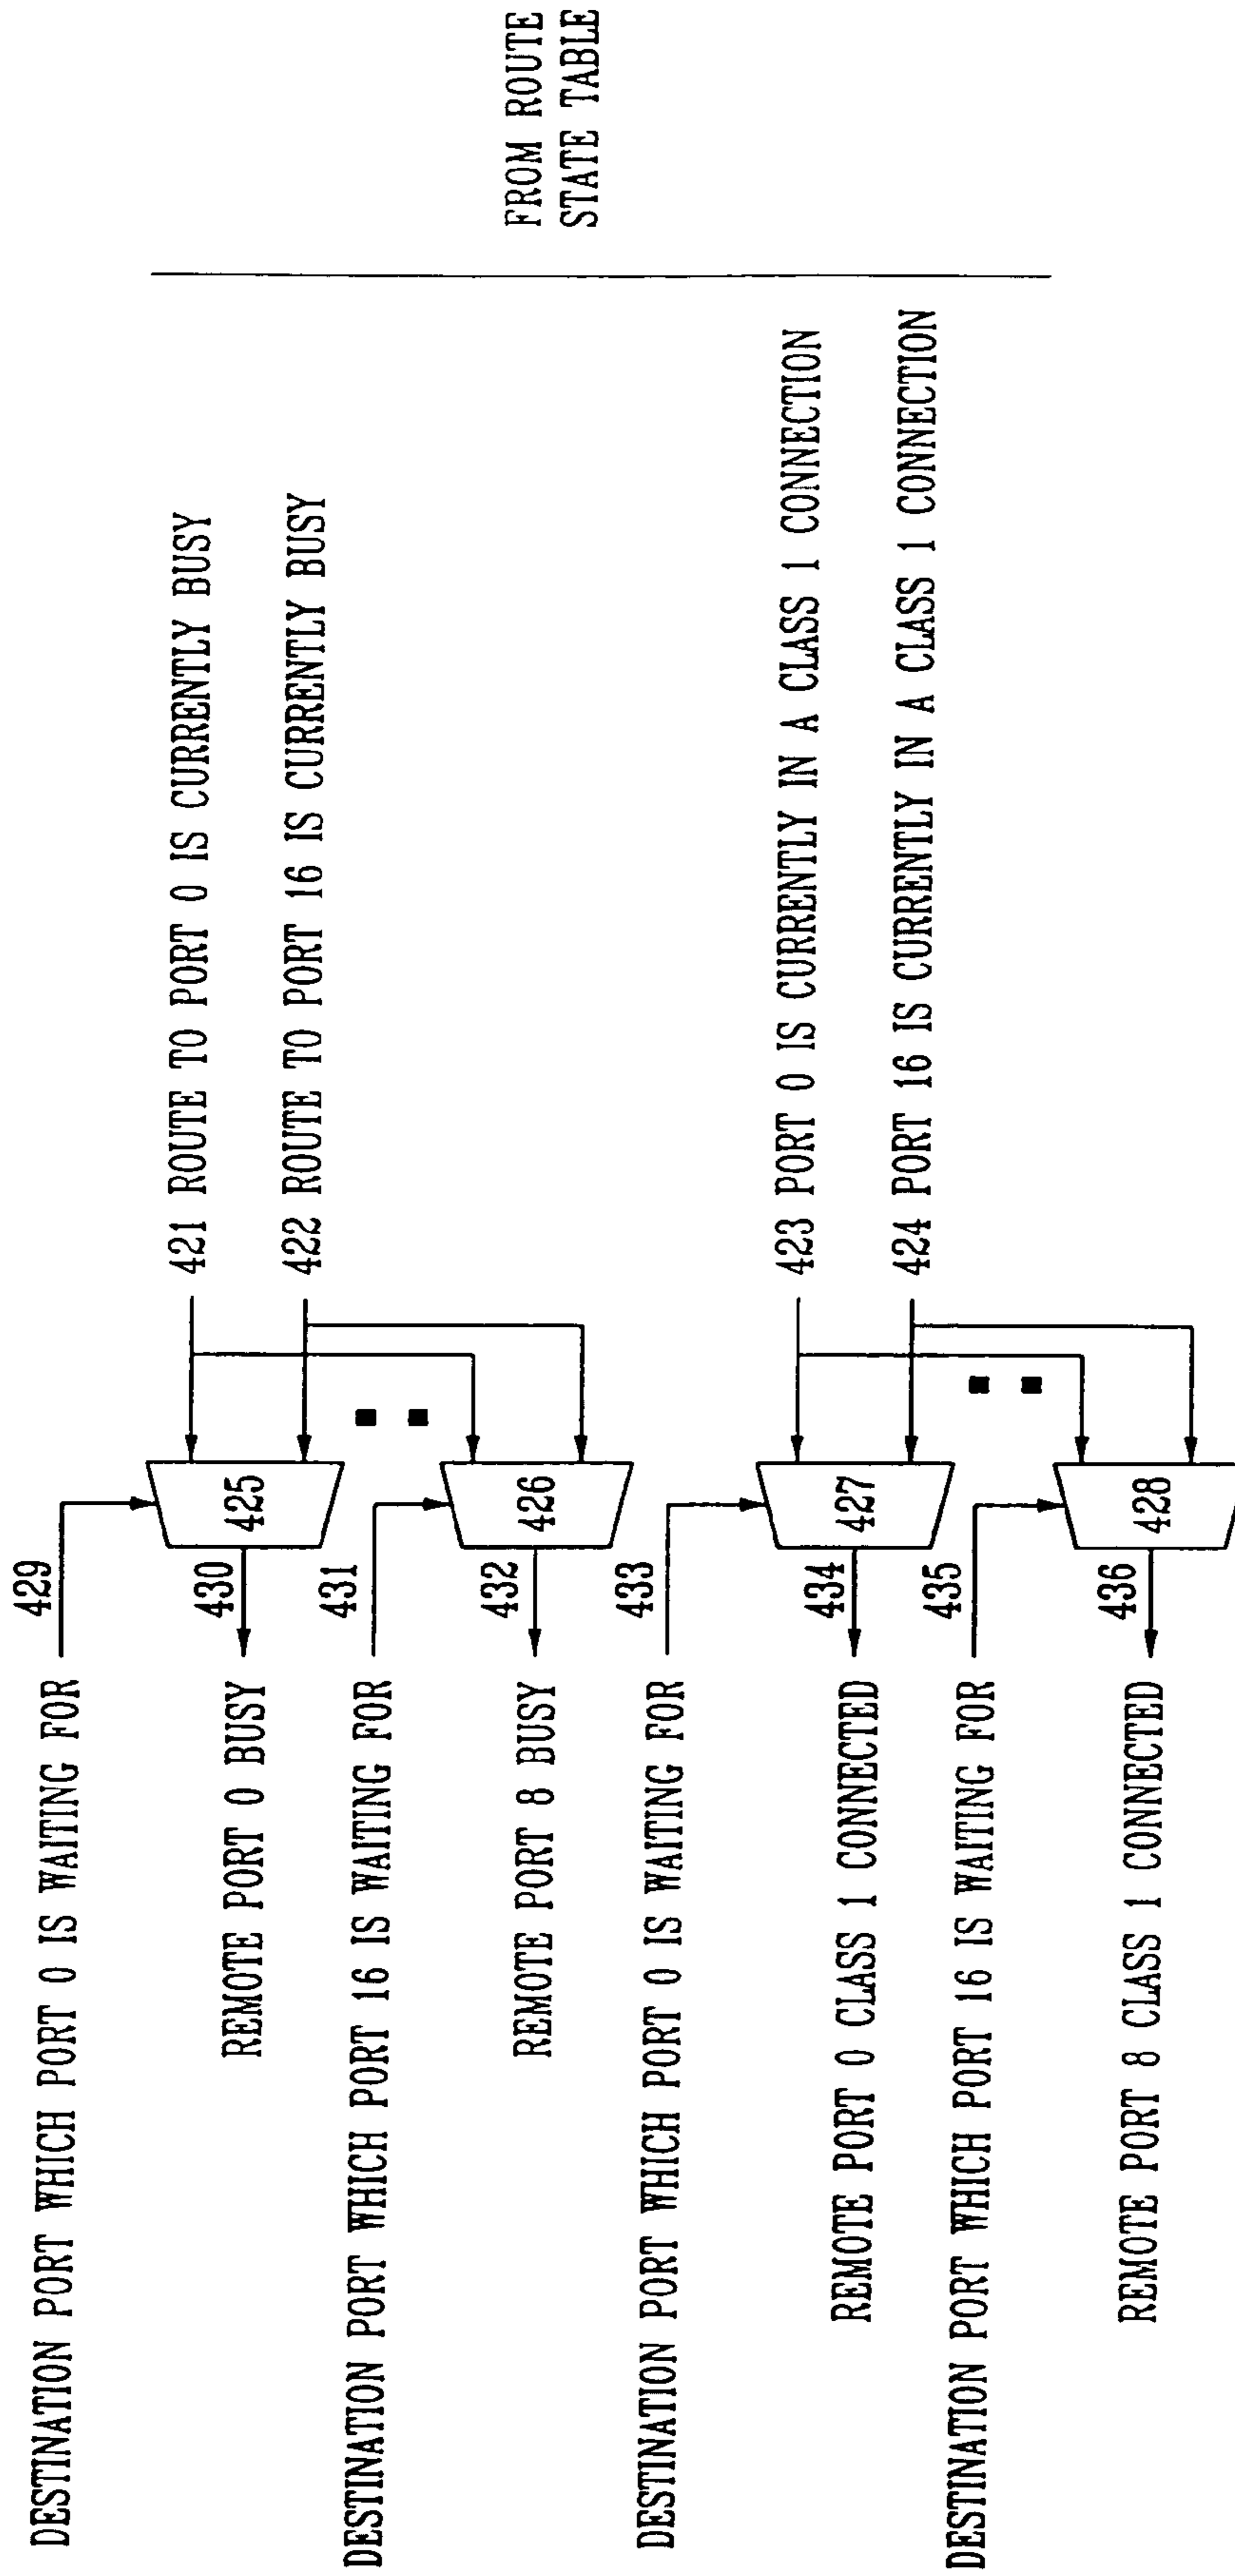 DESTINATION PORT WHICH PORT 0 IS WAITING FOR
429
425
421 ROUTE TO PORT 0 IS CURRENTLY BUSY
REMOTE PORT 0 BUSY
430
422 ROUTE TO PORT 16 IS CURRENTLY BUSY
DESTINATION PORT WHICH PORT 16 IS WAITING FOR
431
426
REMOTE PORT 8 BUSY
432
FROM ROUTE
STATE TABLE
DESTINATION PORT WHICH PORT 0 IS WAITING FOR
433
427
423 PORT 0 IS CURRENTLY IN A CLASS 1 CONNECTION
REMOTE PORT 0 CLASS 1 CONNECTED
434
424 PORT 16 IS CURRENTLY IN A CLASS 1 CONNECTION
DESTINATION PORT WHICH PORT 16 IS WAITING FOR
435
428
REMOTE PORT 8 CLASS 1 CONNECTED
436